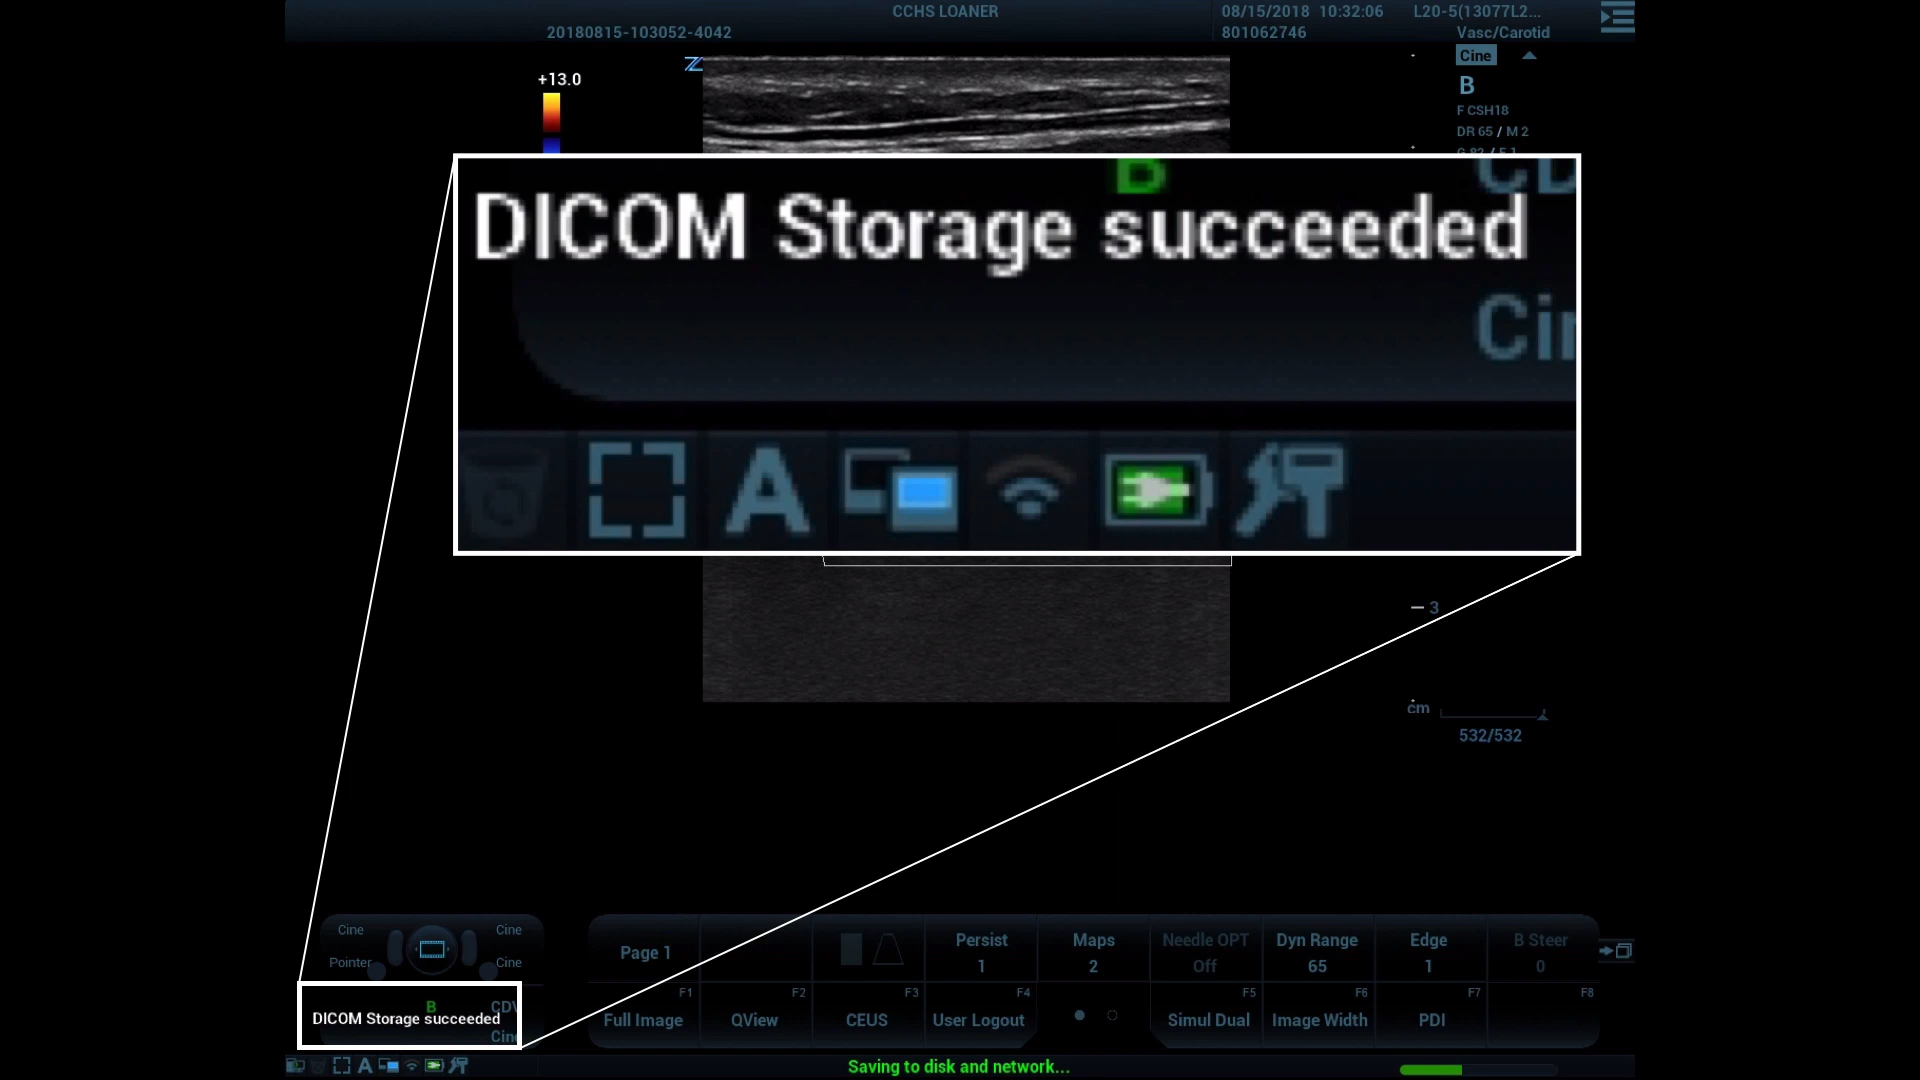 CCHS LOANER
08/15/2018 10:32:06
L20-5(13077L2...
20180815-103052-4042
801062746
Vasc/Carotid
Cine
+13.0
Z
B
F CSH18
DR 65 / M 2
B
DICOM Storage succeeded
Cin
A
3
cm
532/532
Cine
Cine
Pointer
Cine
B
CDV
DICOM Storage succeeded
Cine
Page 1
Persist
1
Maps
2
Needle OPT
Off
Dyn Range
65
Edge
1
B Steer
0
F1
F2
F3
F4
F5
F6
F7
F8
Full Image
QView
CEUS
User Logout
Simul Dual
Image Width
PDI
A
Saving to disk and network...